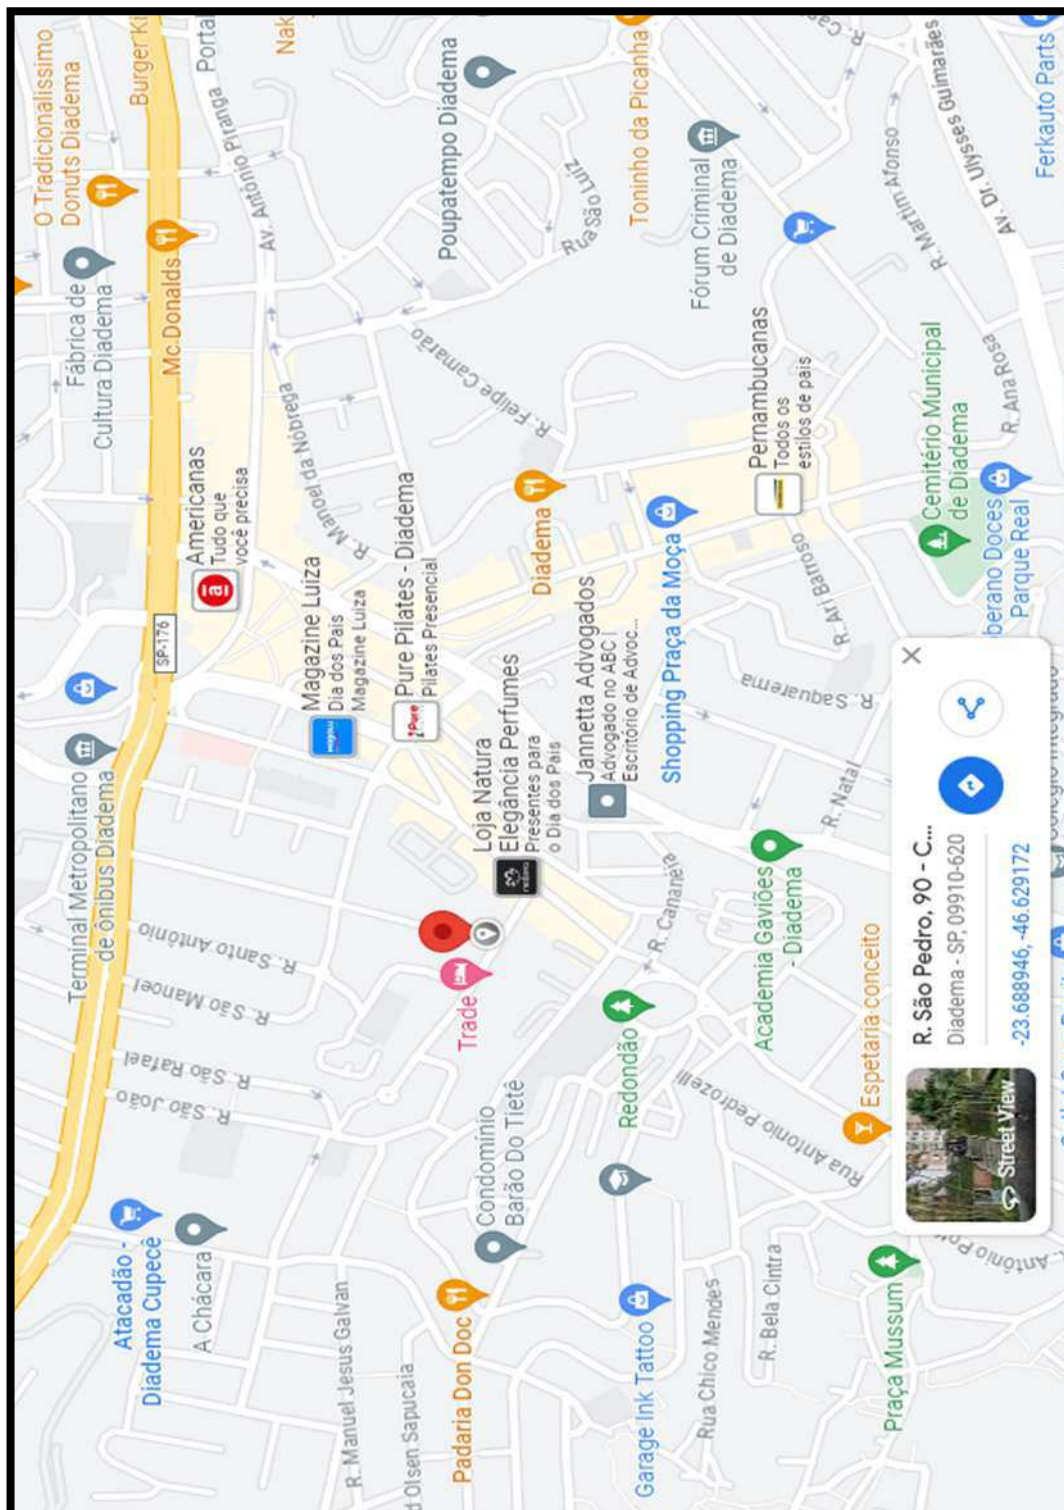 Atacadão -
Diadema Cupecê
A Chácara
R. Manuel Jesus Galvan
d Olsen Sapucaia
Padaria Don Doc
Condomínio
Barão Do Tietê
Garage Ink Tattoo
Rua Chico Mendes
R. Bela Cintra
Praça Mussum
R. São João
R. São Rafael
R. São Manoel
R. Santo Antônio
Terminal Metropolitano
de ônibus Diadema
SP-176
Trade
Redondão
Rua Antonio Pedrozelli
Espetaria conceito
Academia Gaviões
- Diadema
R. Cananéia
R. Natal
Loja Natura
Elegância Perfumes
Presentes para
o Dia dos Pais
natura
Magazine Luiza
Dia dos Pais
Magazine Luiza
magalu
Pure Pilates - Diadema
Pilates Presencial
Pure
Americanas
Tudo que
você precisa
a
Jannetta Advogados
Advogado no ABC |
Escritório de Advoc...
Shopping Praça da Moça
Diadema
R. Saquarema
R. Ari Barroso
Pernambucanas
Todos os
estilos de pais
R. Manoel da Nóbrega
R. Felipe Camarão
Mc Donalds
Fábrica de
Cultura Diadema
O Tradicionalissimo
Donuts Diadema
Burger Ki
Av. Antônio Piranga
Porta
Nak
Poupatempo Diadema
Rua São Luiz
Toninho da Picanha
Fórum Criminal
de Diadema
R. Martim Afonso
Av. Dr. Ulysses Guimarães
Ferkauto Parts
R. Ana Rosa
Cemitério Municipal
de Diadema
berano Doces
Parque Real
Street View
R. São Pedro, 90 - C...
Diadema - SP, 09910-620
-23.688946, -46.629172